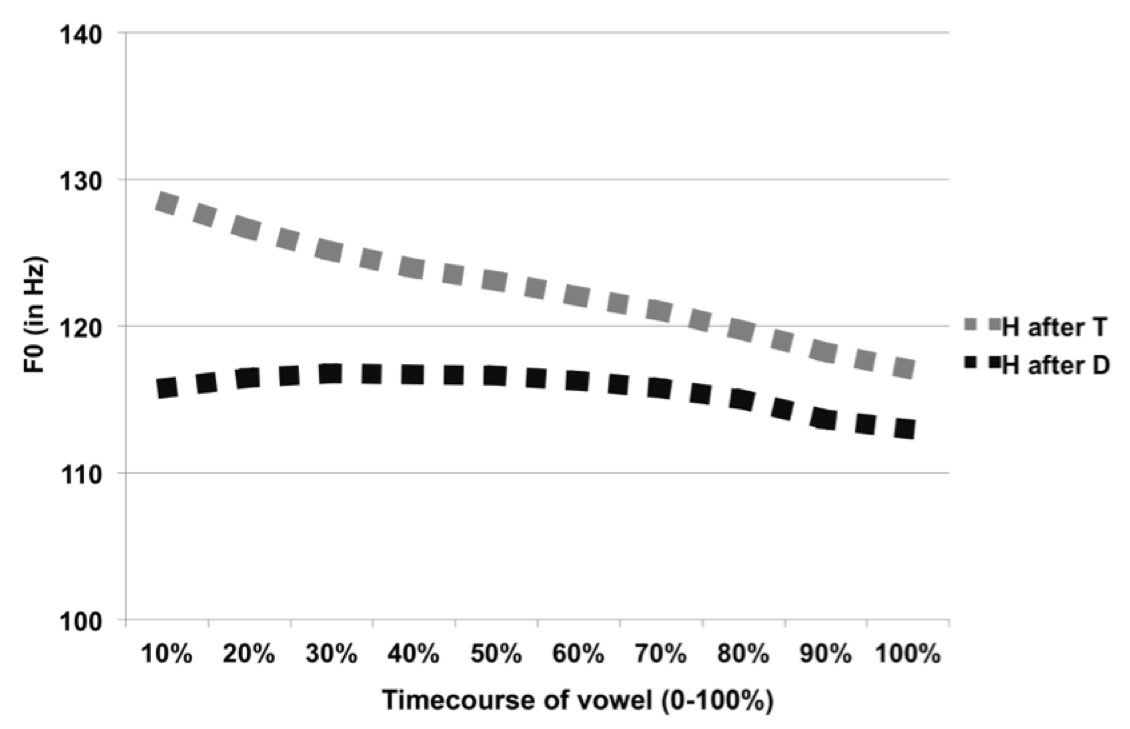 140
130
120
110
100
F0 (in Hz)
10% 20% 30% 40% 50% 60% 70% 80% 90% 100%
Timecourse of vowel (0-100%)
H after T
H after D